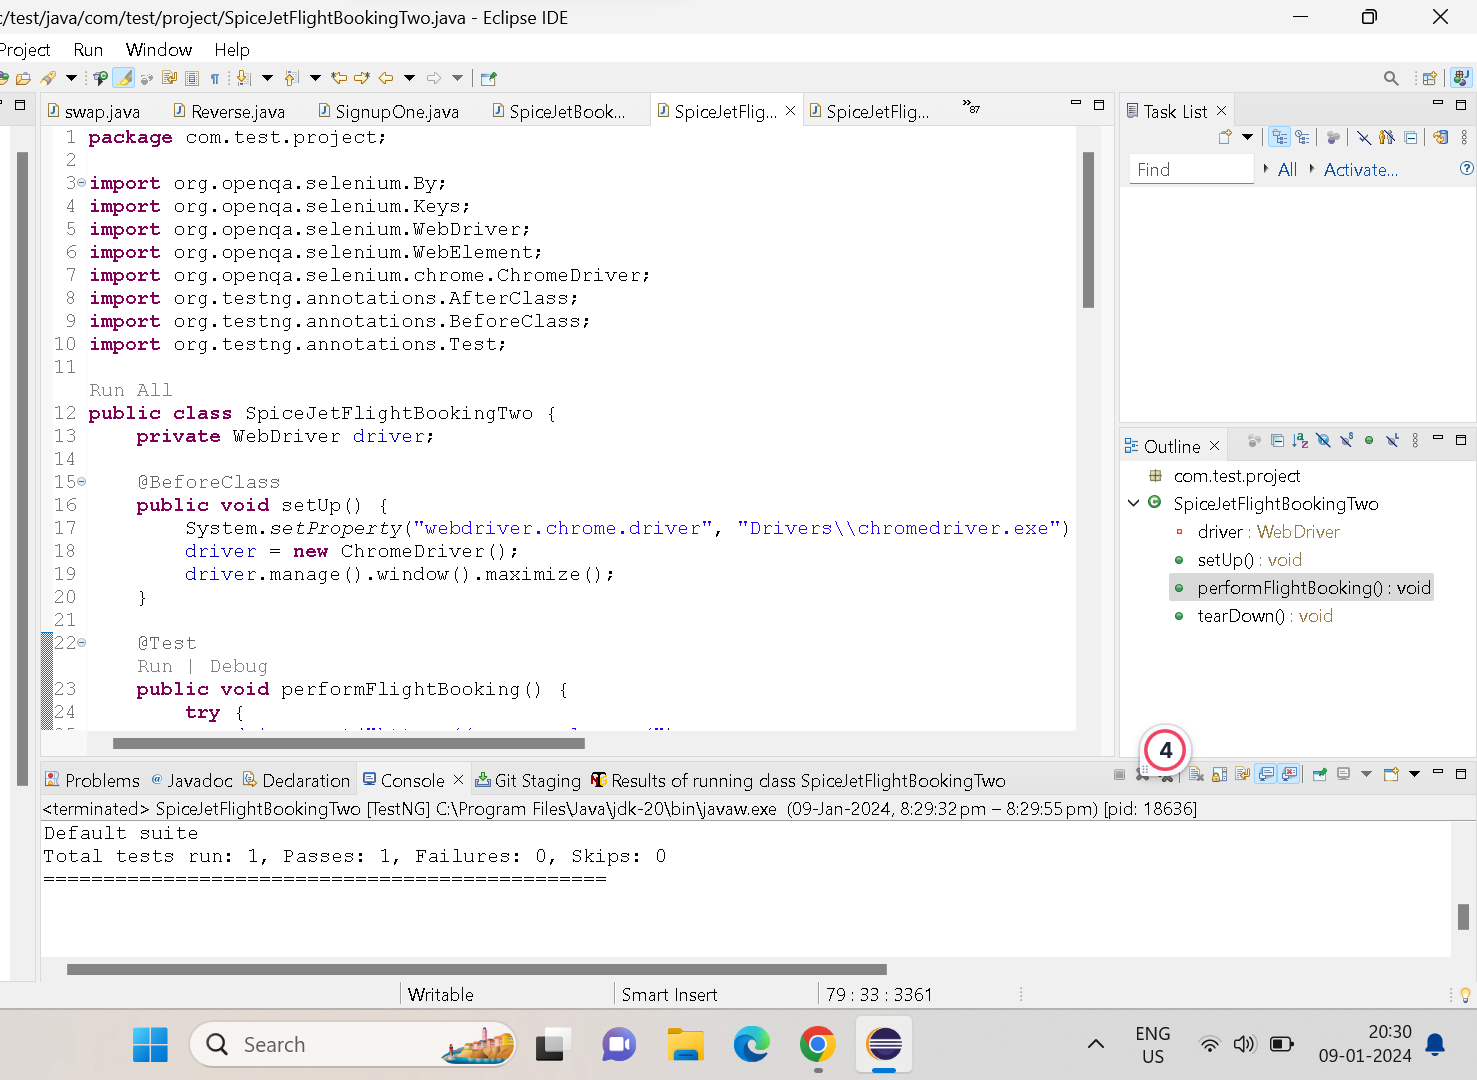 :/test/java/com/test/project/SpiceJetFlightBookingTwo.java - Eclipse IDE
Project Run Window Help
swap.java Reverse.java SignupOne.java SpiceJetBook... SpiceJetFlig... SpiceJetFlig... »87
1 package com.test.project;
2
3 import org.openqa.selenium.By;
4 import org.openqa.selenium.Keys;
5 import org.openqa.selenium.WebDriver;
6 import org.openqa.selenium.WebElement;
7 import org.openqa.selenium.chrome.ChromeDriver;
8 import org.testng.annotations.AfterClass;
9 import org.testng.annotations.BeforeClass;
10 import org.testng.annotations.Test;
11
Run All
12 public class SpiceJetFlightBookingTwo {
13 private WebDriver driver;
14
15 @BeforeClass
16 public void setUp() {
17 System.setProperty("webdriver.chrome.driver", "Drivers\\chromedriver.exe")
18 driver = new ChromeDriver();
19 driver.manage().window().maximize();
20 }
21
22 @Test
Run | Debug
23 public void performFlightBooking() {
24 try {
Task List
Find All Activate...
Outline
com.test.project
SpiceJetFlightBookingTwo
driver : WebDriver
setUp() : void
performFlightBooking() : void
tearDown() : void
4
Problems Javadoc Declaration Console Git Staging Results of running class SpiceJetFlightBookingTwo
<terminated> SpiceJetFlightBookingTwo [TestNG] C:\Program Files\Java\jdk-20\bin\javaw.exe (09-Jan-2024, 8:29:32 pm – 8:29:55 pm) [pid: 18636]
Default suite
Total tests run: 1, Passes: 1, Failures: 0, Skips: 0
===============================================
Writable Smart Insert 79 : 33 : 3361
Search
ENG
US
20:30
09-01-2024